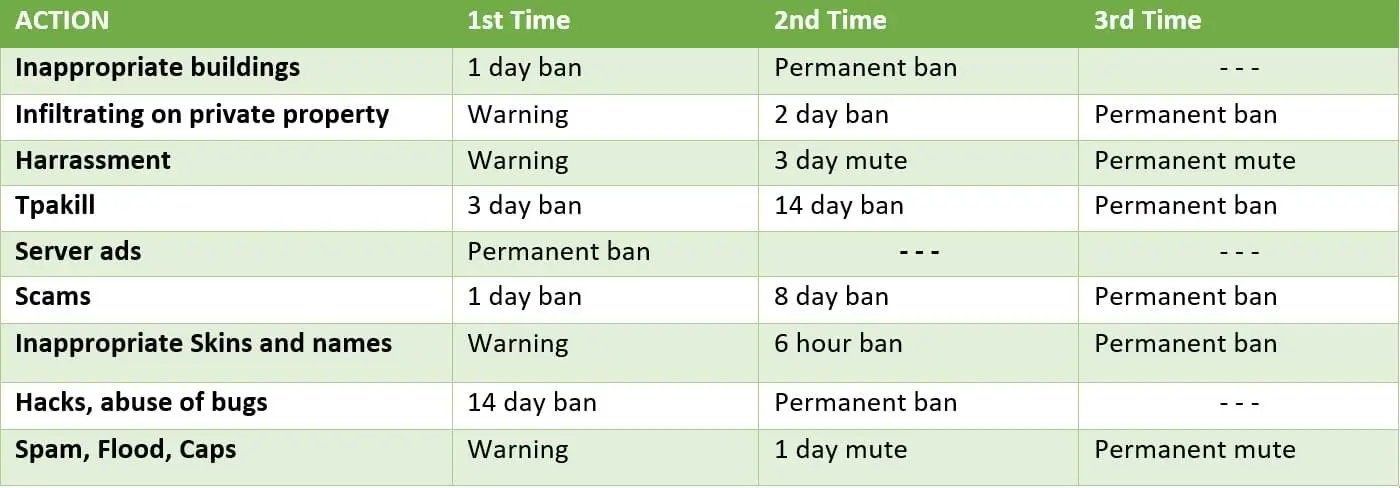 ACTION 1st Time 2nd Time 3rd Time
Inappropriate buildings 1 day ban Permanent ban - - -
Infiltrating on private property Warning 2 day ban Permanent ban
Harrassment Warning 3 day mute Permanent mute
Tpakill 3 day ban 14 day ban Permanent ban
Server ads Permanent ban - - - - - -
Scams 1 day ban 8 day ban Permanent ban
Inappropriate Skins and names Warning 6 hour ban Permanent ban
Hacks, abuse of bugs 14 day ban Permanent ban - - -
Spam, Flood, Caps Warning 1 day mute Permanent mute